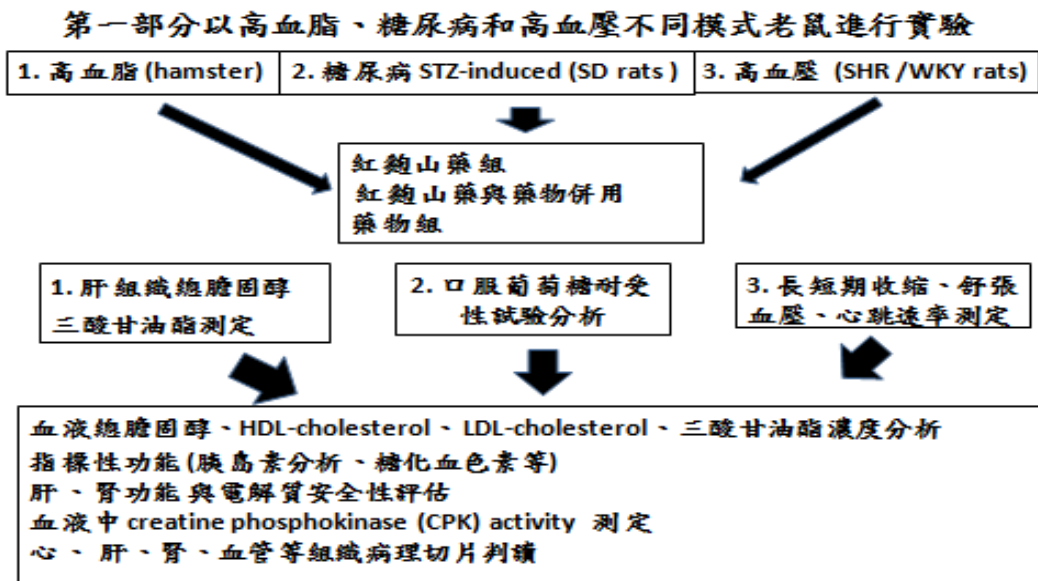 第一部分以高血脂、糖尿病和高血壓不同模式老鼠進行實驗
1. 高血脂 (hamster)
2. 糖尿病 STZ-induced (SD rats )
3. 高血壓 (SHR /WKY rats)
紅麴山藥組
紅麴山藥與藥物併用
藥物組
1. 肝組織總膽固醇
三酸甘油酯測定
2. 口服葡萄糖耐受
性試驗分析
3. 長短期收縮、舒張
血壓、心跳速率測定
血液總膽固醇、HDL-cholesterol、LDL-cholesterol、三酸甘油酯濃度分析
指標性功能 (胰島素分析、糖化血色素等)
肝、腎功能 與電解質安全性評估
血液中 creatine phosphokinase (CPK) activity 測定
心 、肝、腎、血管等組織病理切片判讀